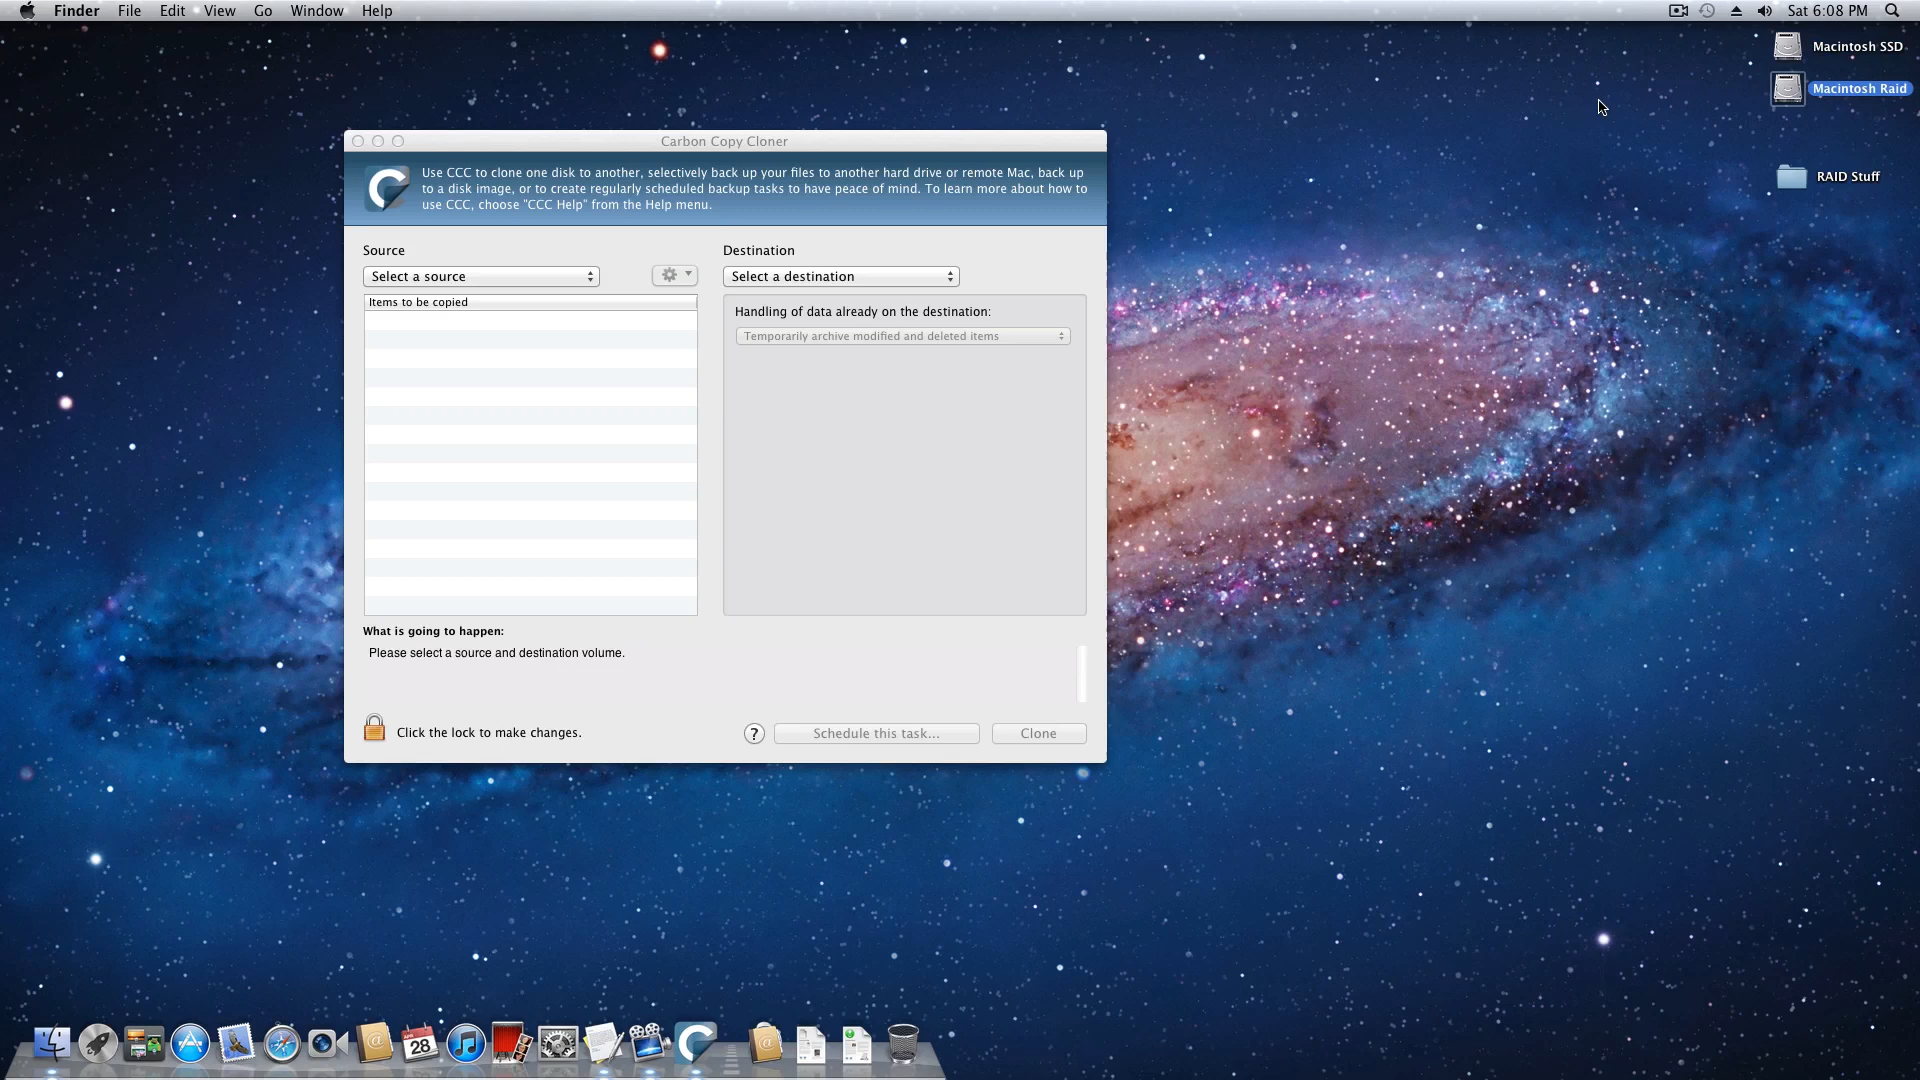 Finder File Edit View Go Window Help Sat 6:08 PM
Macintosh SSD
Macintosh Raid
RAID Stuff
Carbon Copy Cloner
Use CCC to clone one disk to another, selectively back up your files to another hard drive or remote Mac, back up
to a disk image, or to create regularly scheduled backup tasks to have peace of mind. To learn more about how to
use CCC, choose "CCC Help" from the Help menu.
Source
Select a source
Items to be copied
Destination
Select a destination
Handling of data already on the destination:
Temporarily archive modified and deleted items
What is going to happen:
Please select a source and destination volume.
Click the lock to make changes.
?
Schedule this task...
Clone
28